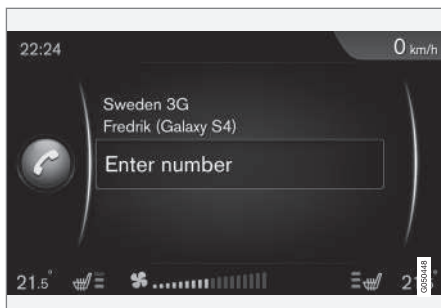 22:24
0 km/h
Sweden 3G
Fredrik (Galaxy S4)
Enter number
21.5°
G050448